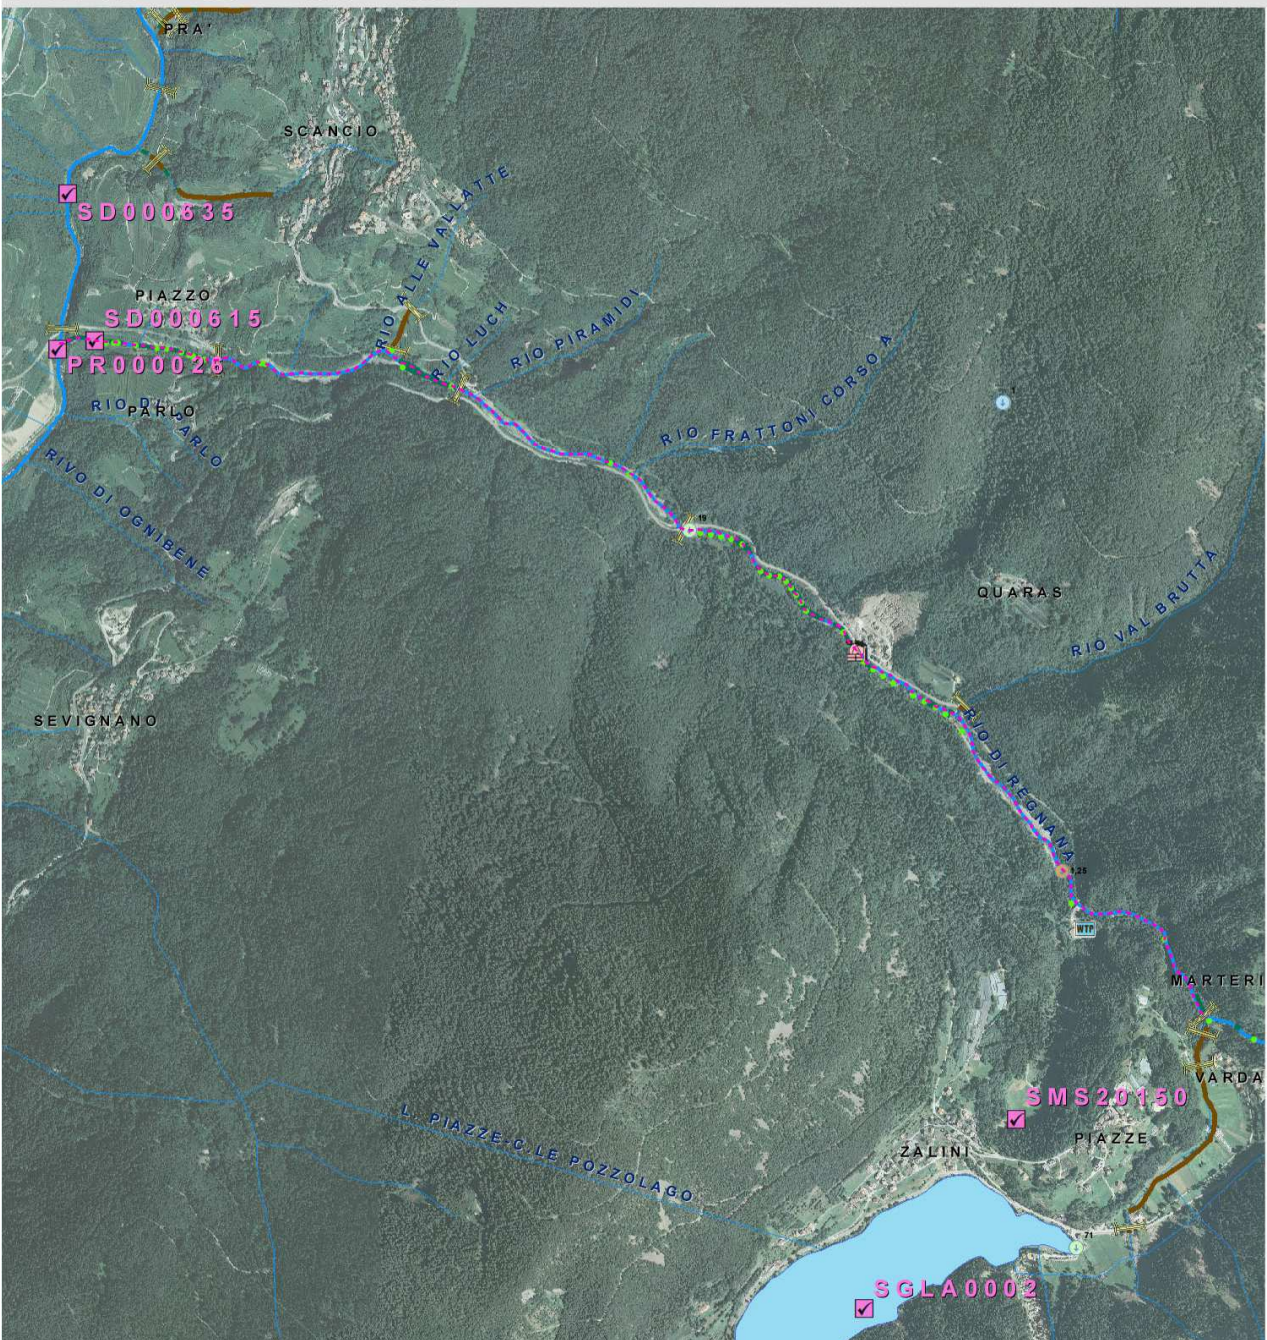 PRA'
SCANCIO
SD000635
RIO ALLE VALLATTE
PIAZZO
SD000615
RIO LUCH
RIO PIRAMIDI
PR000026
RIO FRATTONI CORSO A
1
RIO DI PARLO
PARLO
RIVO DI OGNIBENE
19
QUARAS
RIO VAL BRUTTA
SEVIGNANO
RIO DI REGNANA
1,25
WTP
MARTERI
VARDA
SMS20150
PIAZZE
L. PIAZZE-C.LE POZZOLAGO
ZALINI
71
SGLA0002